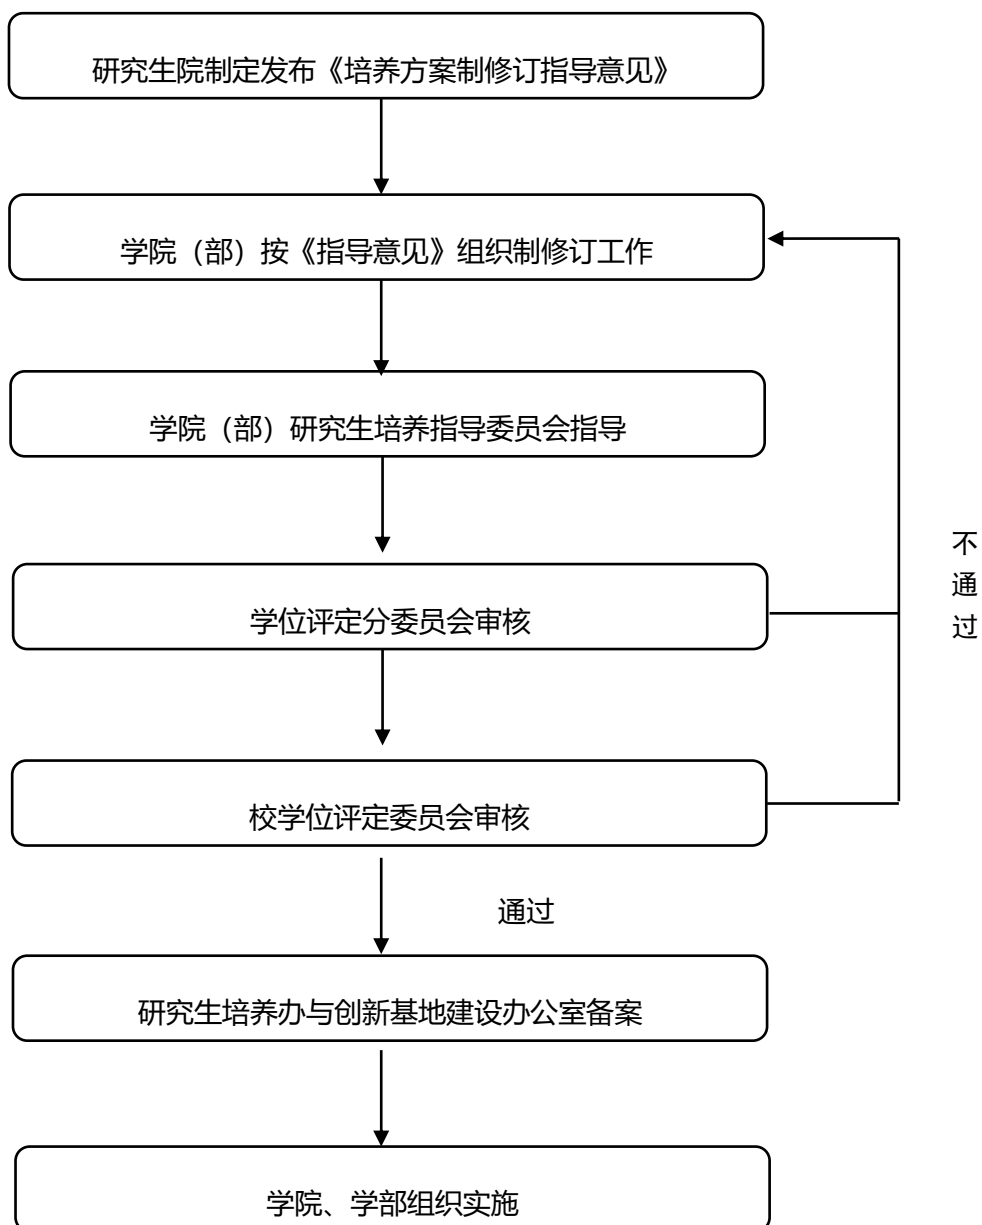 研究生院制定发布《培养方案制修订指导意见》
学院（部）按《指导意见》组织制修订工作
学院（部）研究生培养指导委员会指导
不
通
过
学位评定分委员会审核
校学位评定委员会审核
通过
研究生培养办与创新基地建设办公室备案
学院、学部组织实施